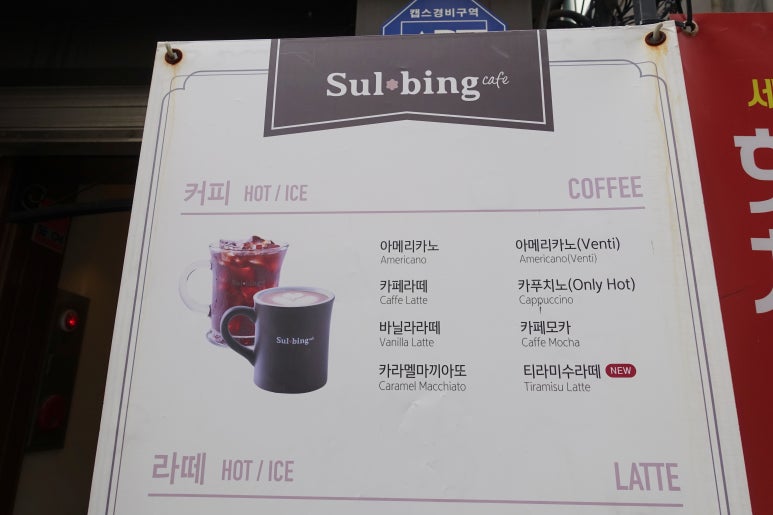 캡스경비구역
Sul bing cafe
커피 HOT / ICE
COFFEE
아메리카노
Americano
아메리카노(Venti)
Americano(Venti)
카페라떼
Caffe Latte
카푸치노(Only Hot)
Cappuccino
바닐라라떼
Vanilla Latte
카페모카
Caffe Mocha
카라멜마끼아또
Caramel Macchiato
티라미수라떼 NEW
Tiramisu Latte
Sul·bing cafe
라떼 HOT / ICE
LATTE
세